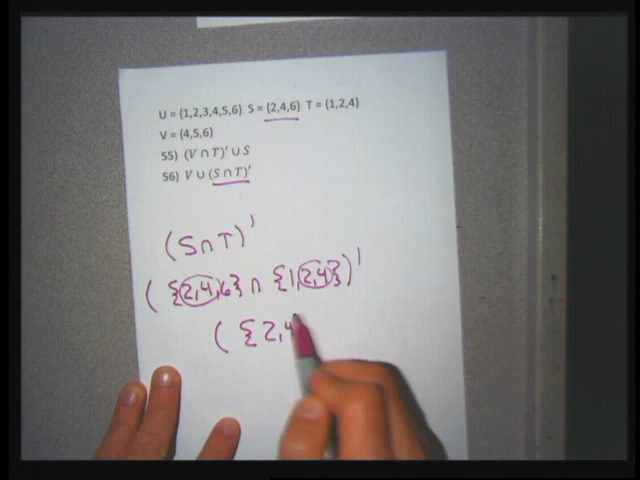 U = {1,2,3,4,5,6} S = {2,4,6} T = {1,2,4}
V = {4,5,6}
55) (V ∩ T)′ ∪ S
56) V ∪ (S ∩ T)′
(S∩T)'
({2,4,6} ∩ {1,2,4})'
({2,4